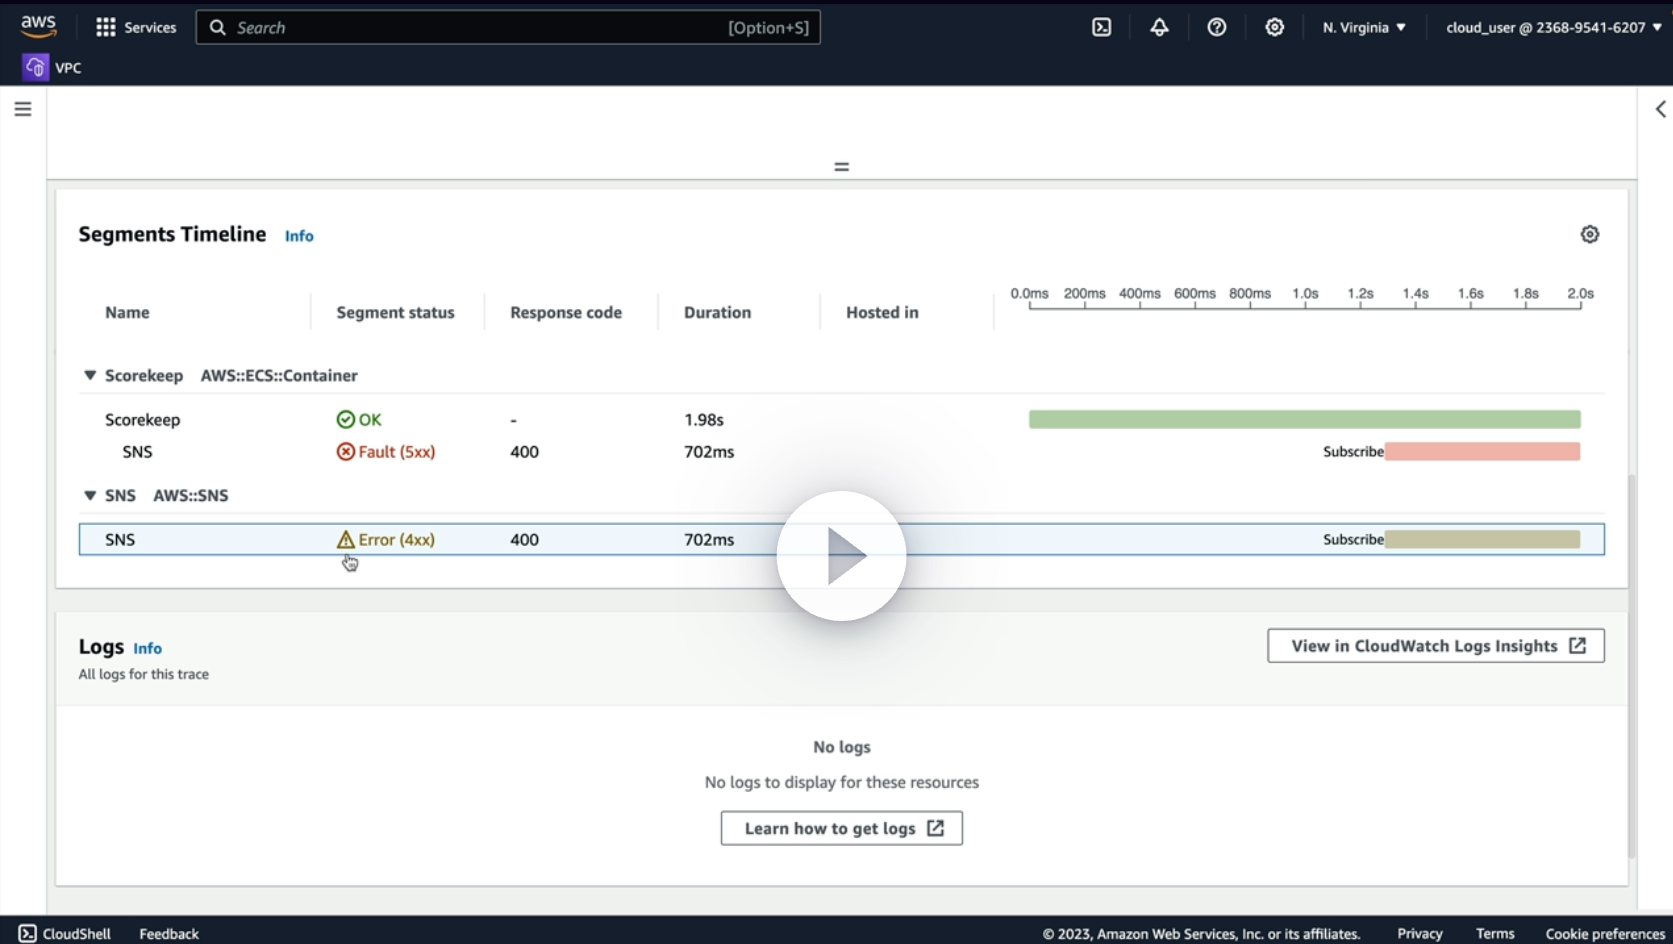 aws Services Search [Option+S] N. Virginia ▼ cloud_user @ 2368-9541-6207 ▼
VPC
Segments Timeline Info
0.0ms 200ms 400ms 600ms 800ms 1.0s 1.2s 1.4s 1.6s 1.8s 2.0s
Name Segment status Response code Duration Hosted in
▼ Scorekeep AWS::ECS::Container
Scorekeep OK - 1.98s
SNS Fault (5xx) 400 702ms Subscribe
▼ SNS AWS::SNS
SNS Error (4xx) 400 702ms Subscribe
Logs Info View in CloudWatch Logs Insights
All logs for this trace
No logs
No logs to display for these resources
Learn how to get logs
CloudShell Feedback © 2023, Amazon Web Services, Inc. or its affiliates. Privacy Terms Cookie preferences